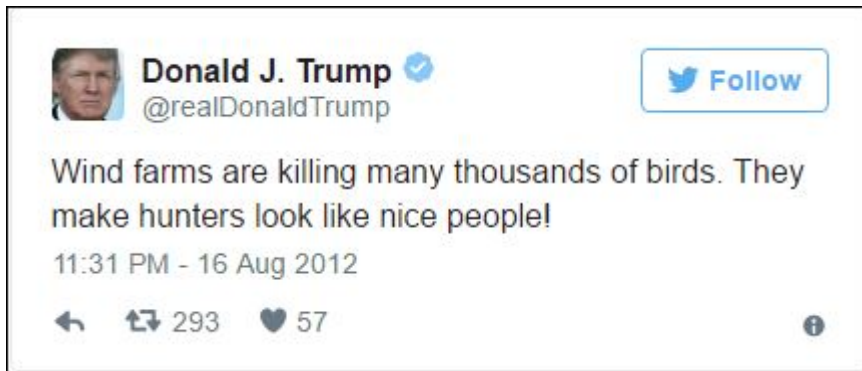 Donald J. Trump
@realDonaldTrump
Follow
Wind farms are killing many thousands of birds. They
make hunters look like nice people!
11:31 PM - 16 Aug 2012
293 57